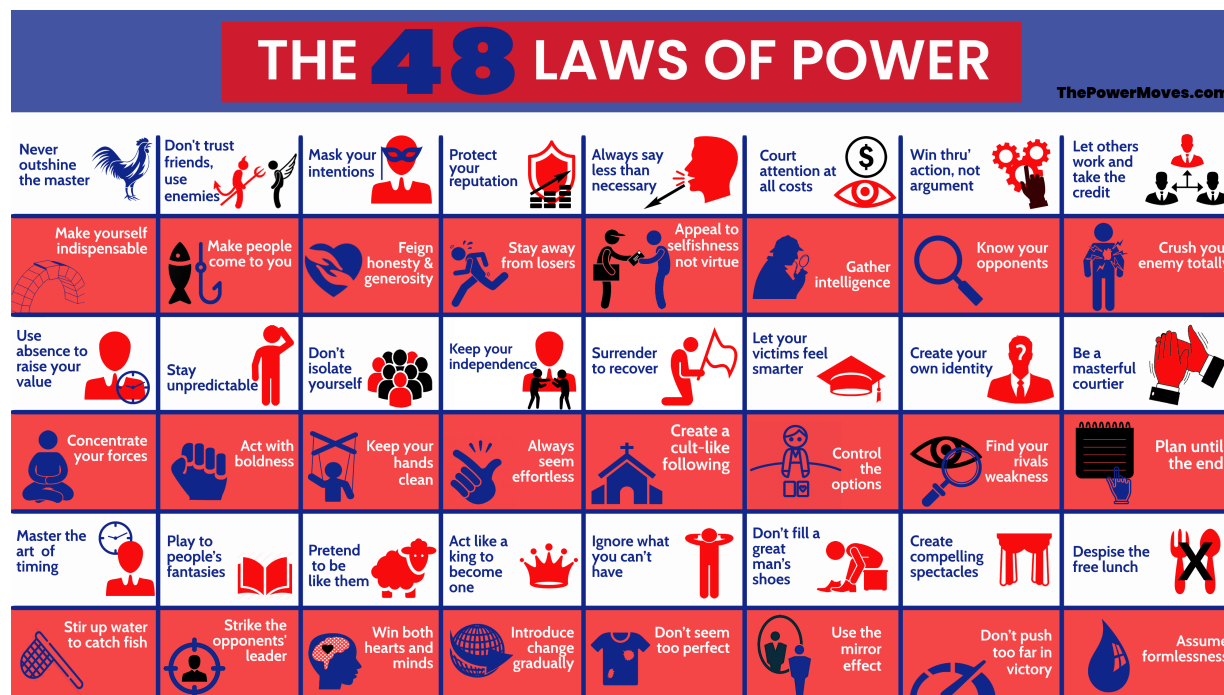 THE 48 LAWS OF POWER
ThePowerMoves.com
Never
outshine
the master
Don't trust
friends,
use
enemies
Mask your
intentions
Protect
your
reputation
Always say
less than
necessary
Court
attention at
all costs
$
Win thru'
action, not
argument
Let others
work and
take the
credit
Make yourself
indispensable
Make people
come to you
Feign
honesty &
generosity
Stay away
from losers
Appeal to
selfishness
not virtue
Gather
intelligence
Know your
opponents
Crush you
enemy totally
Use
absence to
raise your
value
Stay
unpredictable
Don't
isolate
yourself
Keep your
independence
Surrender
to recover
Let your
victims feel
smarter
Create your
own identity
?
Be a
masterful
courtier
Concentrate
your forces
Act with
boldness
Keep your
hands
clean
Always
seem
effortless
Create a
cult-like
following
Control
the
options
Find your
rivals
weakness
Plan until
the end
Master the
art of
timing
Play to
people's
fantasies
Pretend
to be
like them
Act like a
king to
become
one
Ignore what
you can't
have
Don't fill a
great
man's
shoes
Create
compelling
spectacles
Despise the
free lunch
X
Stir up water
to catch fish
Strike the
opponents'
leader
Win both
hearts and
minds
Introduce
change
gradually
Don't seem
too perfect
Use the
mirror
effect
Don't push
too far in
victory
Assume
formlessness